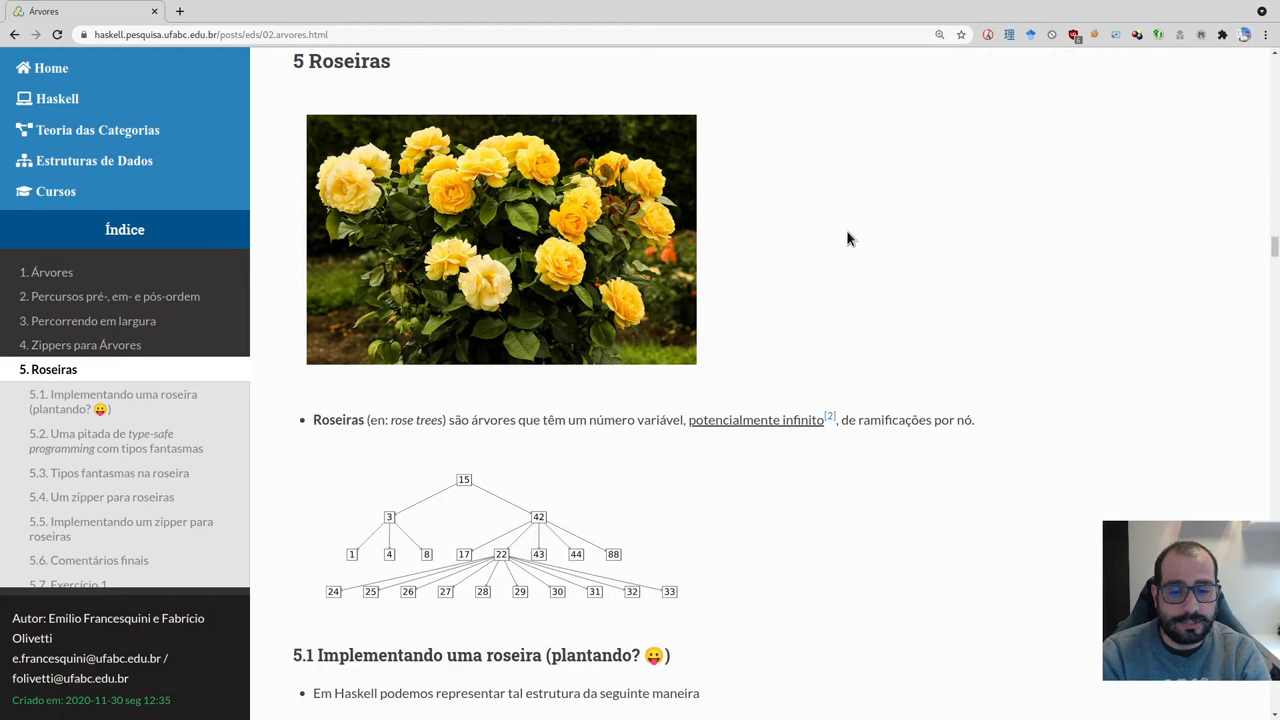 Árvores
haskell.pesquisa.ufabc.edu.br/posts/eds/02.arvores.html
Home
Haskell
Teoria das Categorias
Estruturas de Dados
Cursos
Índice
1. Árvores
2. Percursos pré-, em- e pós-ordem
3. Percorrendo em largura
4. Zippers para Árvores
5. Roseiras
5.1. Implementando uma roseira
(plantando? 😛)
5.2. Uma pitada de type-safe
programming com tipos fantasmas
5.3. Tipos fantasmas na roseira
5.4. Um zipper para roseiras
5.5. Implementando um zipper para
roseiras
5.6. Comentários finais
5.7. Exercício 1
Autor: Emilio Francesquini e Fabrício
Olivetti
e.francesquini@ufabc.edu.br /
folivetti@ufabc.edu.br
Criado em: 2020-11-30 seg 12:35
5 Roseiras
• Roseiras (en: rose trees) são árvores que têm um número variável, potencialmente infinito[2], de ramificações por nó.
15
3 42
1 4 8 17 22 43 44 88
24 25 26 27 28 29 30 31 32 33
5.1 Implementando uma roseira (plantando? 😛)
• Em Haskell podemos representar tal estrutura da seguinte maneira